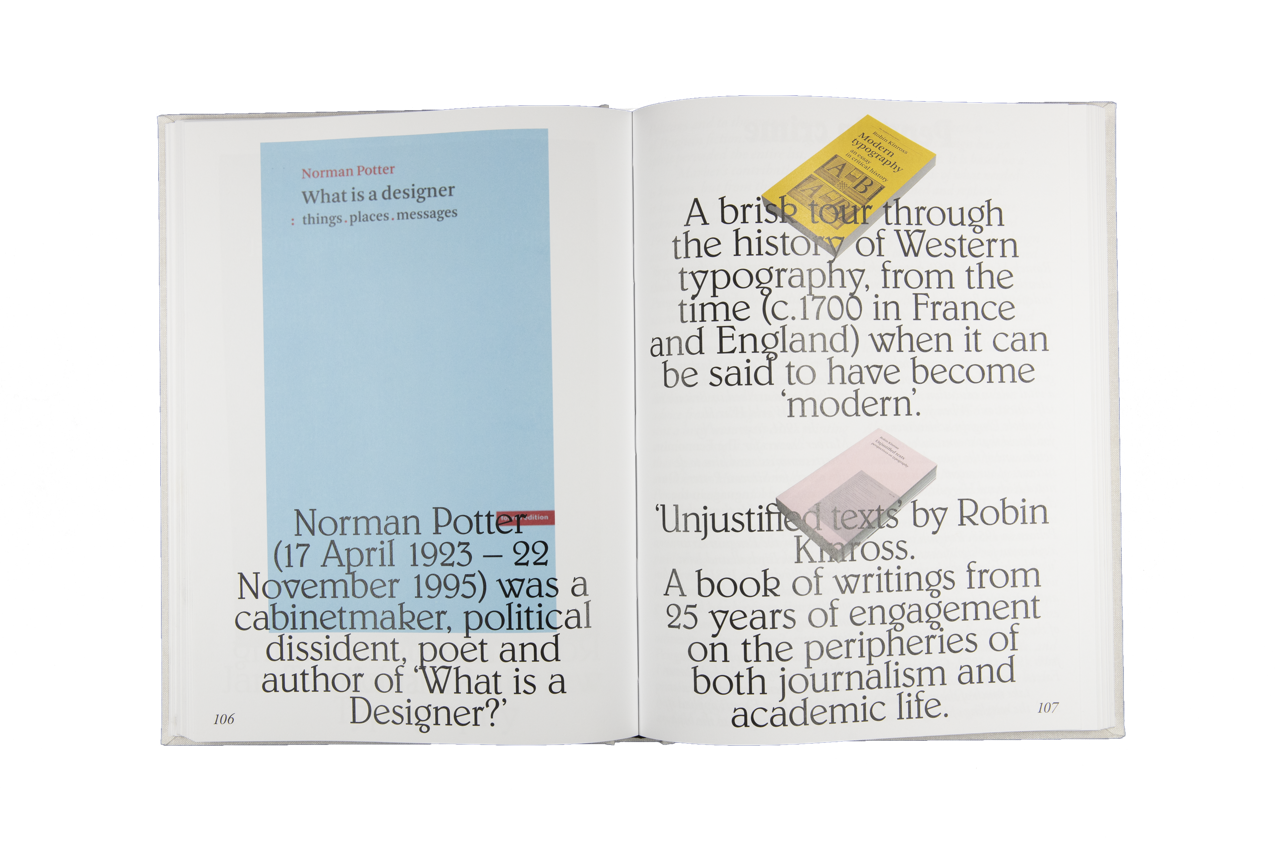 Norman Potter
What is a designer
: things . places . messages
edition
Norman Potter
(17 April 1923 – 22
November 1995) was a
cabinetmaker, political
dissident, poet and
author of ‘What is a
Designer?’
106
Robin Kinross
Modern
typography
an essay
in critical history
A=B
A=B
A brisk tour through
the history of Western
typography, from the
time (c.1700 in France
and England) when it can
be said to have become
‘modern’.
‘Unjustified texts’ by Robin
Kinross.
A book of writings from
25 years of engagement
on the peripheries of
both journalism and
academic life.
107